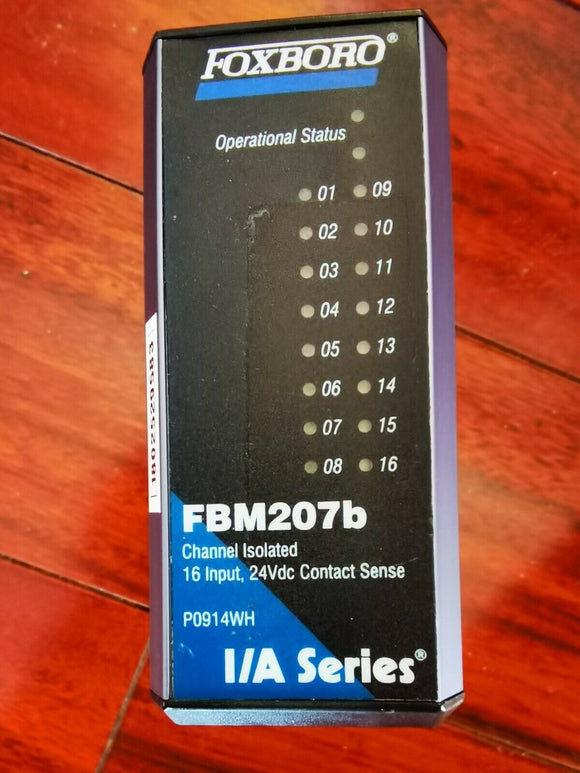 FOXBORO®
Operational Status
01 09
02 10
03 11
04 12
05 13
06 14
07 15
08 16
FBM207b
Channel Isolated
16 Input, 24Vdc Contact Sense
P0914WH
I/A Series®